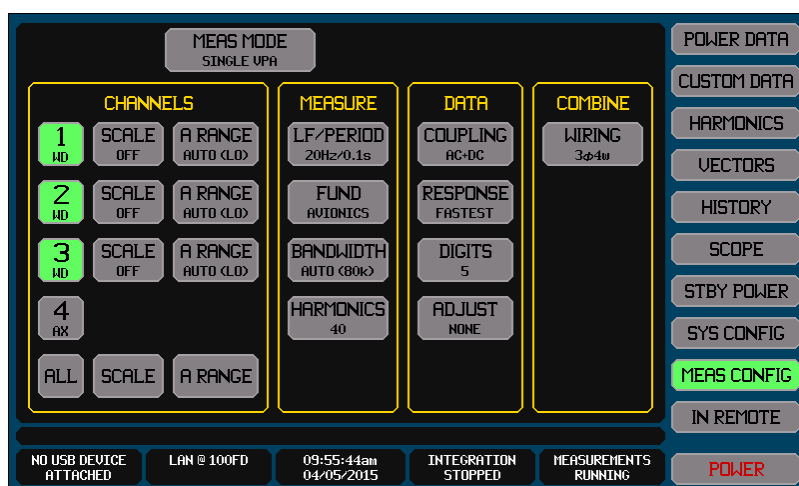 MEAS MODE
SINGLE VPA
CHANNELS
1
WD
SCALE
OFF
A RANGE
AUTO (LO)
2
WD
SCALE
OFF
A RANGE
AUTO (LO)
3
WD
SCALE
OFF
A RANGE
AUTO (LO)
4
AX
ALL
SCALE
A RANGE
MEASURE
LF/PERIOD
20Hz/0.1s
FUND
AVIONICS
BANDWIDTH
AUTO (80k)
HARMONICS
40
DATA
COUPLING
AC+DC
RESPONSE
FASTEST
DIGITS
5
ADJUST
NONE
COMBINE
WIRING
3φ4w
POWER DATA
CUSTOM DATA
HARMONICS
VECTORS
HISTORY
SCOPE
STBY POWER
SYS CONFIG
MEAS CONFIG
IN REMOTE
NO USB DEVICE
ATTACHED
LAN @ 100FD
09:55:44am
04/05/2015
INTEGRATION
STOPPED
MEASUREMENTS
RUNNING
POWER